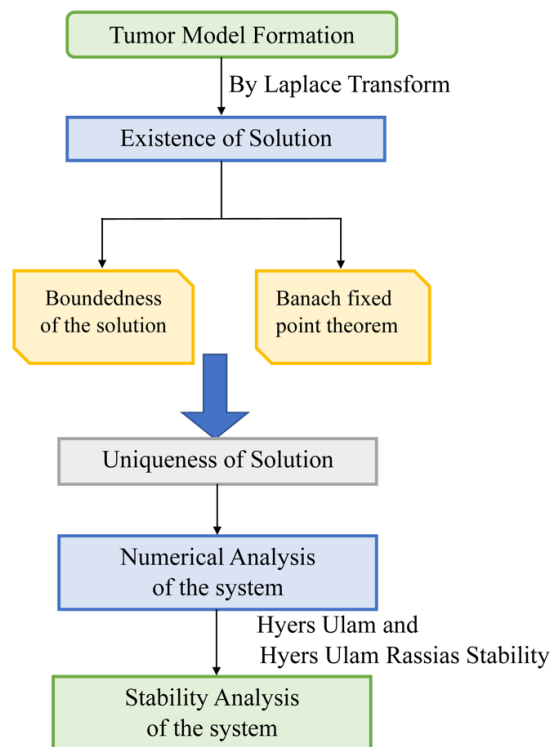 Tumor Model Formation
By Laplace Transform
Existence of Solution
Boundedness
of the solution
Banach fixed
point theorem
Uniqueness of Solution
Numerical Analysis
of the system
Hyers Ulam and
Hyers Ulam Rassias Stability
Stability Analysis
of the system